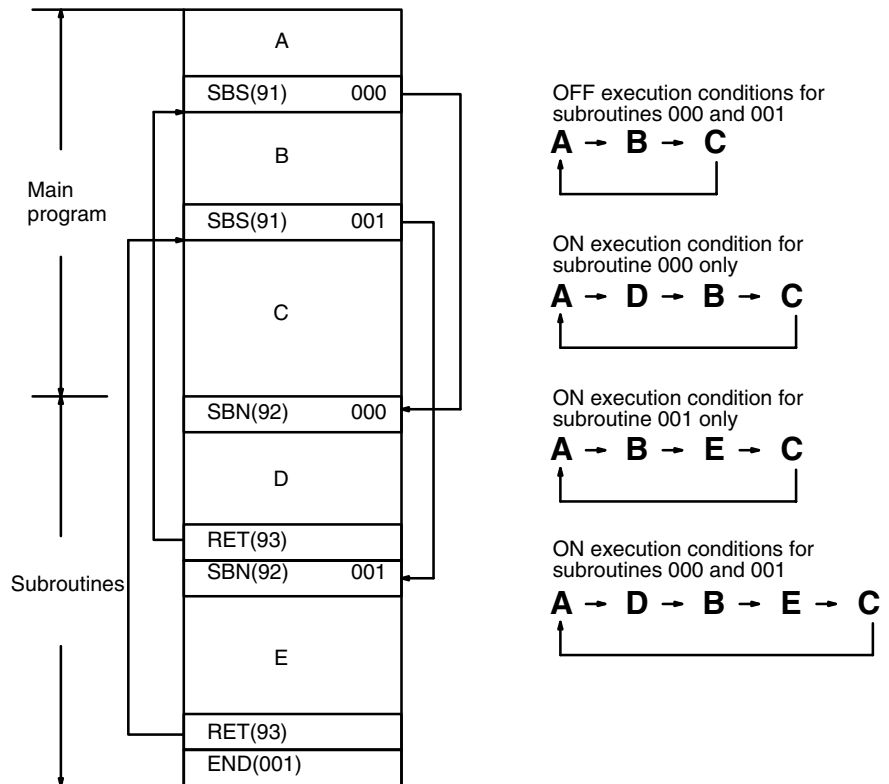 A
SBS(91) 000
B
Main
program
SBS(91) 001
C
SBN(92) 000
D
RET(93)
SBN(92) 001
Subroutines
E
RET(93)
END(001)
OFF execution conditions for
subroutines 000 and 001
A → B → C
ON execution condition for
subroutine 000 only
A → D → B → C
ON execution condition for
subroutine 001 only
A → B → E → C
ON execution conditions for
subroutines 000 and 001
A → D → B → E → C